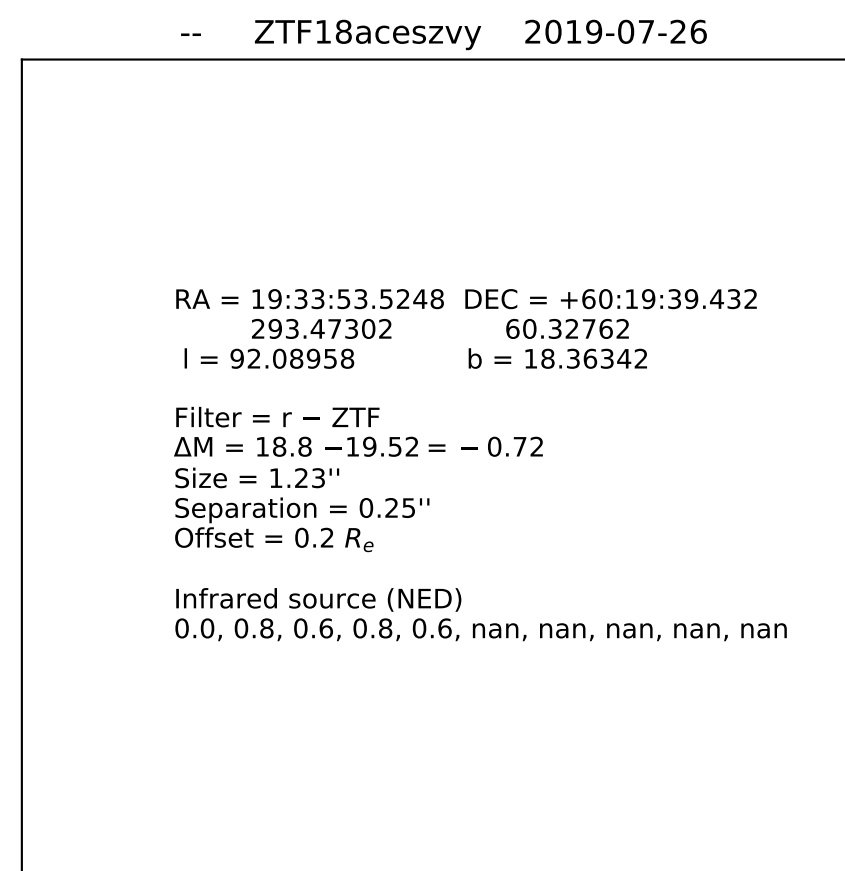 -- ZTF18aceszvy 2019-07-26
RA = 19:33:53.5248 DEC = +60:19:39.432
293.47302 60.32762
l = 92.08958 b = 18.36342
Filter = r − ZTF
ΔM = 18.8 −19.52 = − 0.72
Size = 1.23''
Separation = 0.25''
Offset = 0.2 Re
Infrared source (NED)
0.0, 0.8, 0.6, 0.8, 0.6, nan, nan, nan, nan, nan